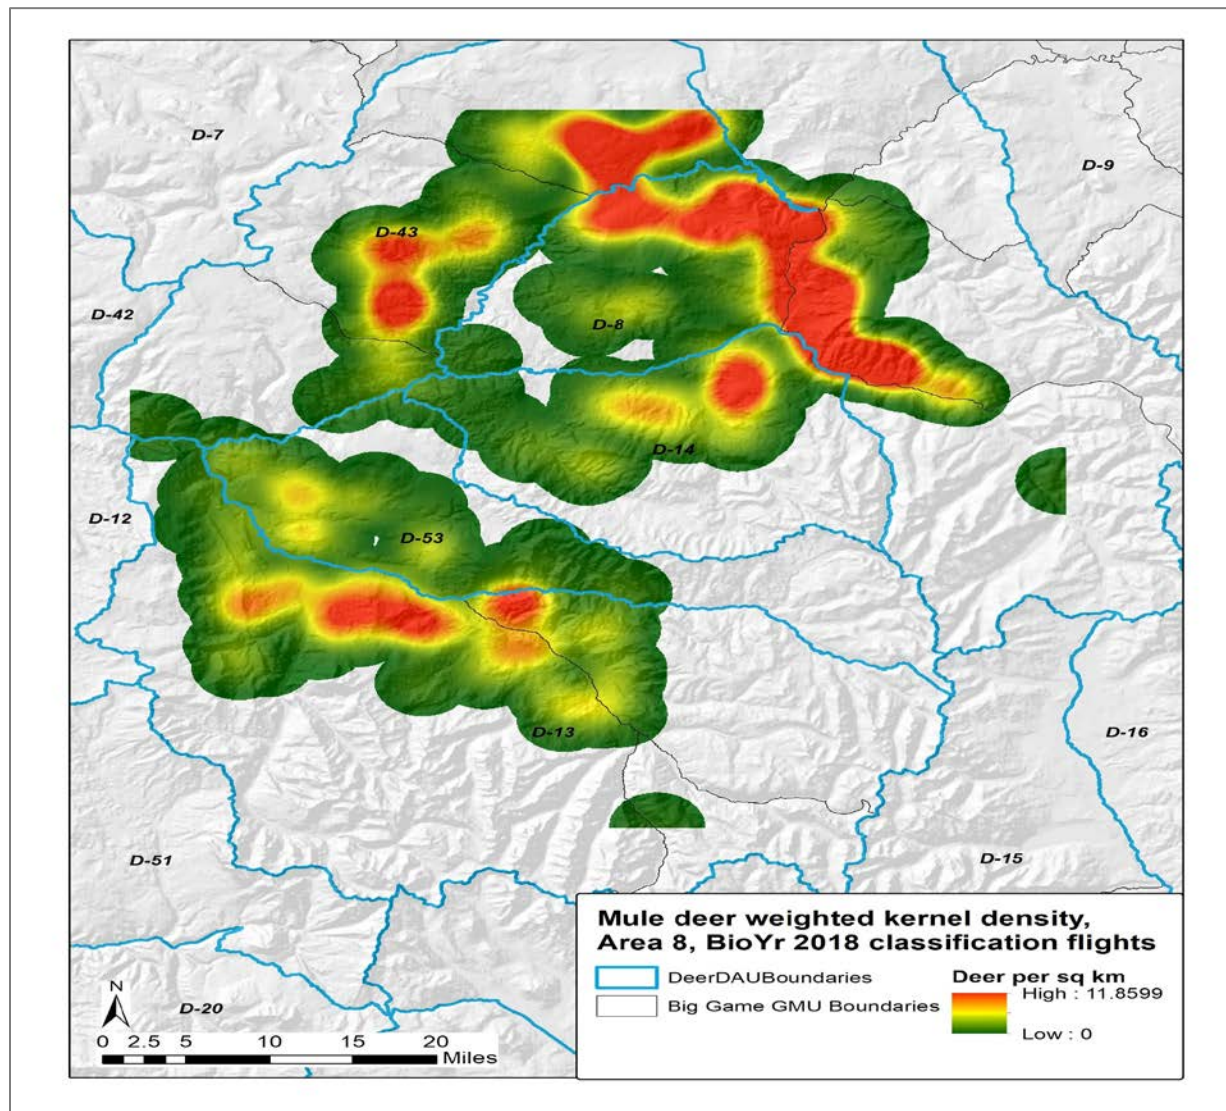 D-7
D-9
D-43
D-42
D-8
D-14
D-12
D-53
D-13
D-16
D-51
D-15
D-20
N
0 2.5 5 10 15 20
Miles
Mule deer weighted kernel density,
Area 8, BioYr 2018 classification flights
DeerDAUBoundaries
Big Game GMU Boundaries
Deer per sq km
High : 11.8599
Low : 0